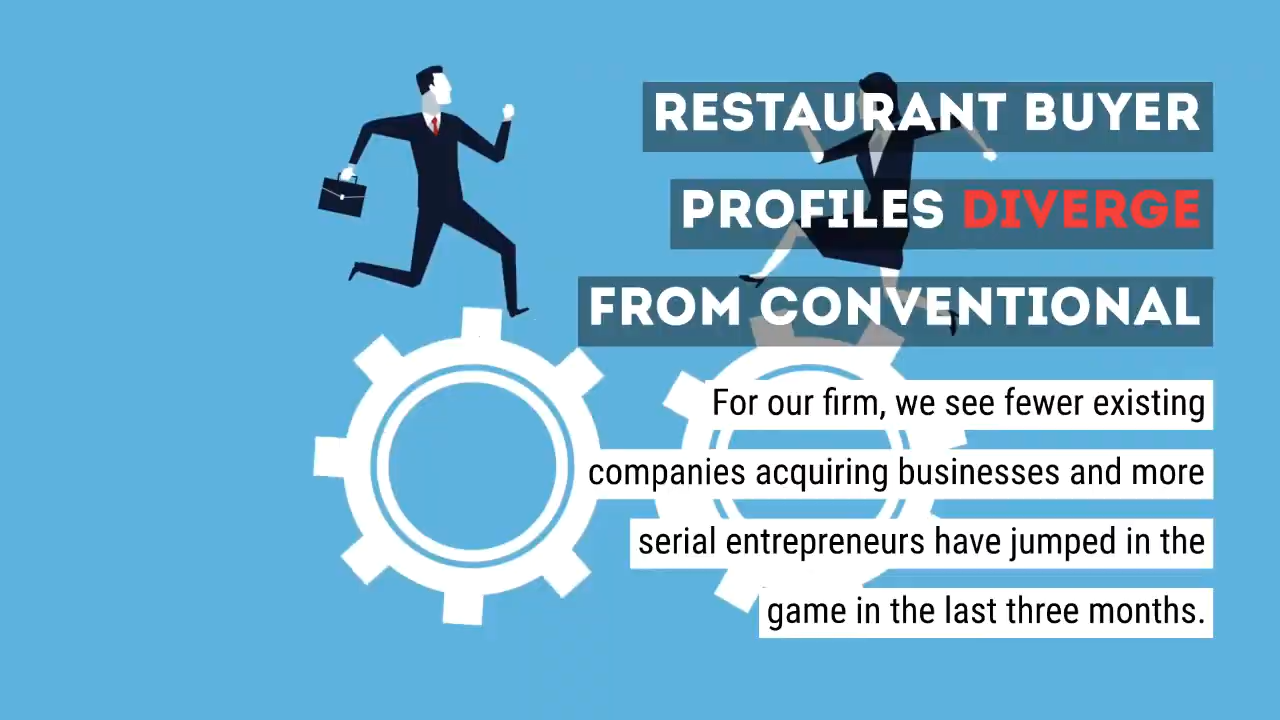 RESTAURANT BUYER
PROFILES DIVERGE
FROM CONVENTIONAL
For our firm, we see fewer existing
companies acquiring businesses and more
serial entrepreneurs have jumped in the
game in the last three months.